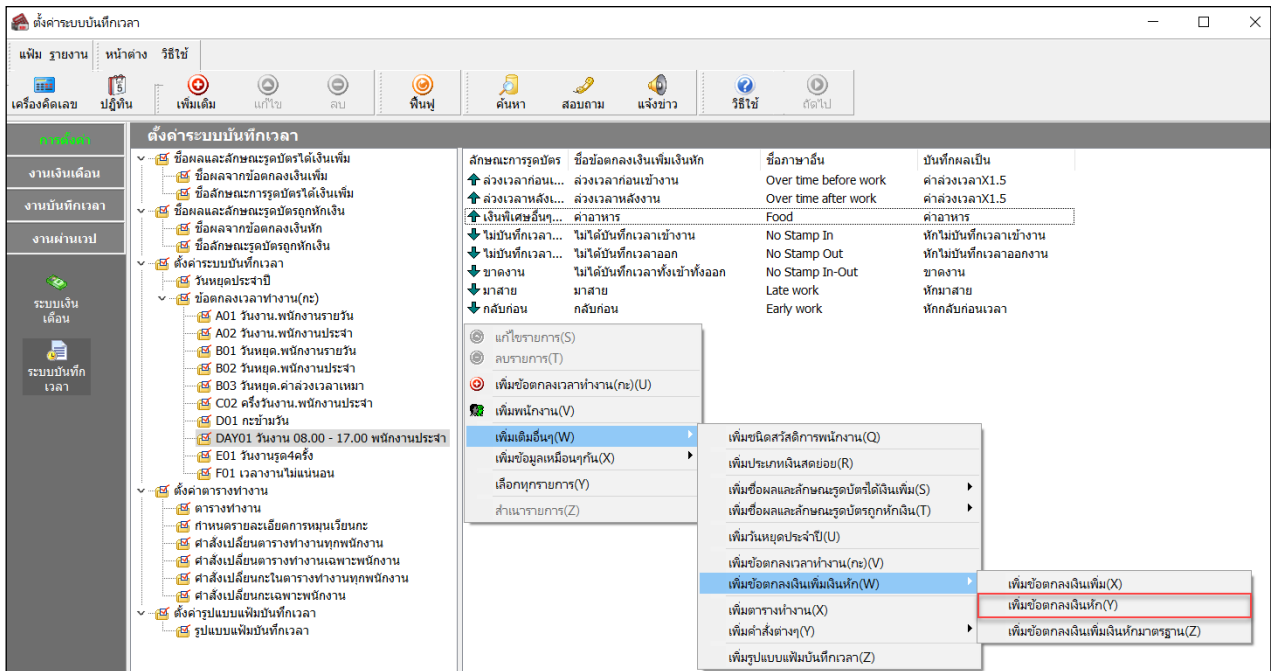 ตั้งค่าระบบบันทึกเวลา
แฟ้ม รายงาน หน้าต่าง วิธีใช้
เครื่องคิดเลข ปฏิทิน เพิ่มเติม แก้ไข ลบ ฟื้นฟู ค้นหา สอบถาม แจ้งข่าว วิธีใช้ ถัดไป
การตั้งค่า
งานเงินเดือน
งานบันทึกเวลา
งานผ่านเวป
ระบบเงิน
เดือน
ระบบบันทึก
เวลา
ตั้งค่าระบบบันทึกเวลา
ชื่อผลและลักษณะรูดบัตรได้เงินเพิ่ม
ชื่อผลจากข้อตกลงเงินเพิ่ม
ชื่อลักษณะการรูดบัตรได้เงินเพิ่ม
ชื่อผลและลักษณะรูดบัตรถูกหักเงิน
ชื่อผลจากข้อตกลงเงินหัก
ชื่อลักษณะรูดบัตรถูกหักเงิน
ตั้งค่าระบบบันทึกเวลา
วันหยุดประจำปี
ข้อตกลงเวลาทำงาน(กะ)
A01 วันงาน.พนักงานรายวัน
A02 วันงาน.พนักงานประจำ
B01 วันหยุด.พนักงานรายวัน
B02 วันหยุด.พนักงานประจำ
B03 วันหยุด.ค่าล่วงเวลาเหมา
C02 ครึ่งวันงาน.พนักงานประจำ
D01 กะข้ามวัน
DAY01 วันงาน 08.00 - 17.00 พนักงานประจำ
E01 วันงานรูด4ครั้ง
F01 เวลางานไม่แน่นอน
ตั้งค่าตารางทำงาน
ตารางทำงาน
กำหนดรายละเอียดการหมุนเวียนกะ
คำสั่งเปลี่ยนตารางทำงานทุกพนักงาน
คำสั่งเปลี่ยนตารางทำงานเฉพาะพนักงาน
คำสั่งเปลี่ยนกะในตารางทำงานทุกพนักงาน
คำสั่งเปลี่ยนกะเฉพาะพนักงาน
ตั้งค่ารูปแบบแฟ้มบันทึกเวลา
รูปแบบแฟ้มบันทึกเวลา
ลักษณะการรูดบัตร ชื่อข้อตกลงเงินเพิ่มเงินหัก ชื่อภาษาอื่น บันทึกผลเป็น
ล่วงเวลาก่อนเ... ล่วงเวลาก่อนเข้างาน Over time before work ค่าล่วงเวลาX1.5
ล่วงเวลาหลังเ... ล่วงเวลาหลังงาน Over time after work ค่าล่วงเวลาX1.5
เงินพิเศษอื่นๆ... ค่าอาหาร Food ค่าอาหาร
ไม่บันทึกเวลา... ไม่ได้บันทึกเวลาเข้างาน No Stamp In หักไม่บันทึกเวลาเข้างาน
ไม่บันทึกเวลา... ไม่ได้บันทึกเวลาออก No Stamp Out หักไม่บันทึกเวลาออกงาน
ขาดงาน ไม่ได้บันทึกเวลาทั้งเข้าทั้งออก No Stamp In-Out ขาดงาน
มาสาย มาสาย Late work หักมาสาย
กลับก่อน กลับก่อน Early work หักกลับก่อนเวลา
แก้ไขรายการ(S)
ลบรายการ(T)
เพิ่มข้อตกลงเวลาทำงาน(กะ)(U)
เพิ่มพนักงาน(V)
เพิ่มเติมอื่นๆ(W)
เพิ่มข้อมูลเหมือนๆกัน(X)
เลือกทุกรายการ(Y)
สำเนารายการ(Z)
เพิ่มชนิดสวัสดิการพนักงาน(Q)
เพิ่มประเภทเงินสดย่อย(R)
เพิ่มชื่อผลและลักษณะรูดบัตรได้เงินเพิ่ม(S)
เพิ่มชื่อผลและลักษณะรูดบัตรถูกหักเงิน(T)
เพิ่มวันหยุดประจำปี(U)
เพิ่มข้อตกลงเวลาทำงาน(กะ)(V)
เพิ่มข้อตกลงเงินเพิ่มเงินหัก(W)
เพิ่มตารางทำงาน(X)
เพิ่มคำสั่งต่างๆ(Y)
เพิ่มรูปแบบแฟ้มบันทึกเวลา(Z)
เพิ่มข้อตกลงเงินเพิ่ม(X)
เพิ่มข้อตกลงเงินหัก(Y)
เพิ่มข้อตกลงเงินเพิ่มเงินหักมาตรฐาน(Z)